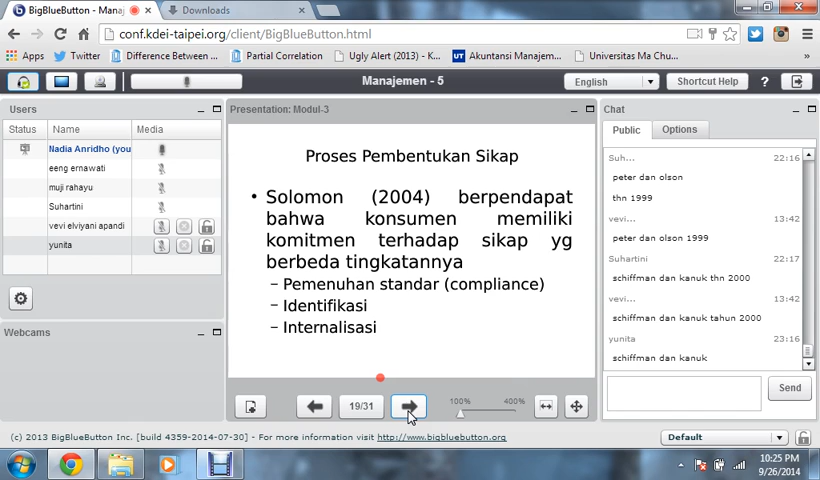 BigBlueButton - Manaj
Downloads
conf.kdei-taipei.org/client/BigBlueButton.html
Apps
Twitter
Difference Between ...
Partial Correlation
Ugly Alert (2013) - K...
UT
Akuntansi Manajem...
Universitas Ma Chu...
Manajemen - 5
English
Shortcut Help
?
Users
Status
Name
Media
Nadia Anridho (you
eeng ernawati
muji rahayu
Suhartini
vevi elviyani apandi
yunita
Webcams
Presentation: Modul-3
Proses Pembentukan Sikap
• Solomon (2004) berpendapat
bahwa konsumen memiliki
komitmen terhadap sikap yg
berbeda tingkatannya
– Pemenuhan standar (compliance)
– Identifikasi
– Internalisasi
19/31
100%
400%
Chat
Public
Options
Suh...
22:16
peter dan olson
thn 1999
vevi...
13:42
peter dan olson 1999
Suhartini
22:17
schiffman dan kanuk thn 2000
vevi...
13:42
schiffman dan kanuk tahun 2000
yunita
23:16
schiffman dan kanuk
Send
(c) 2013 BigBlueButton Inc. [build 4359-2014-07-30] - For more information visit http://www.bigbluebutton.org
Default
10:25 PM
9/26/2014